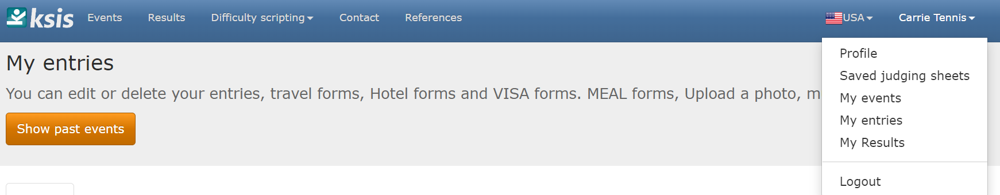 ksis Events Results Difficulty scripting Contact References USA Carrie Tennis
My entries
You can edit or delete your entries, travel forms, Hotel forms and VISA forms. MEAL forms, Upload a photo, m
Show past events
Profile
Saved judging sheets
My events
My entries
My Results
Logout